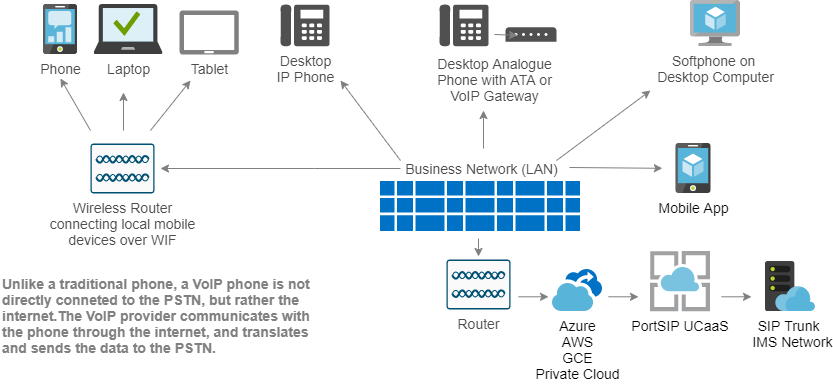 Phone
Laptop
Tablet
Desktop
IP Phone
Desktop Analogue
Phone with ATA or
VoIP Gateway
Softphone on
Desktop Computer
Business Network (LAN)
Wireless Router
connecting local mobile
devices over WIF
Mobile App
Unlike a traditional phone, a VoIP phone is not
directly conneted to the PSTN, but rather the
internet.The VoIP provider communicates with
the phone through the internet, and translates
and sends the data to the PSTN.
Router
Azure
AWS
GCE
Private Cloud
PortSIP UCaaS
SIP Trunk
IMS Network